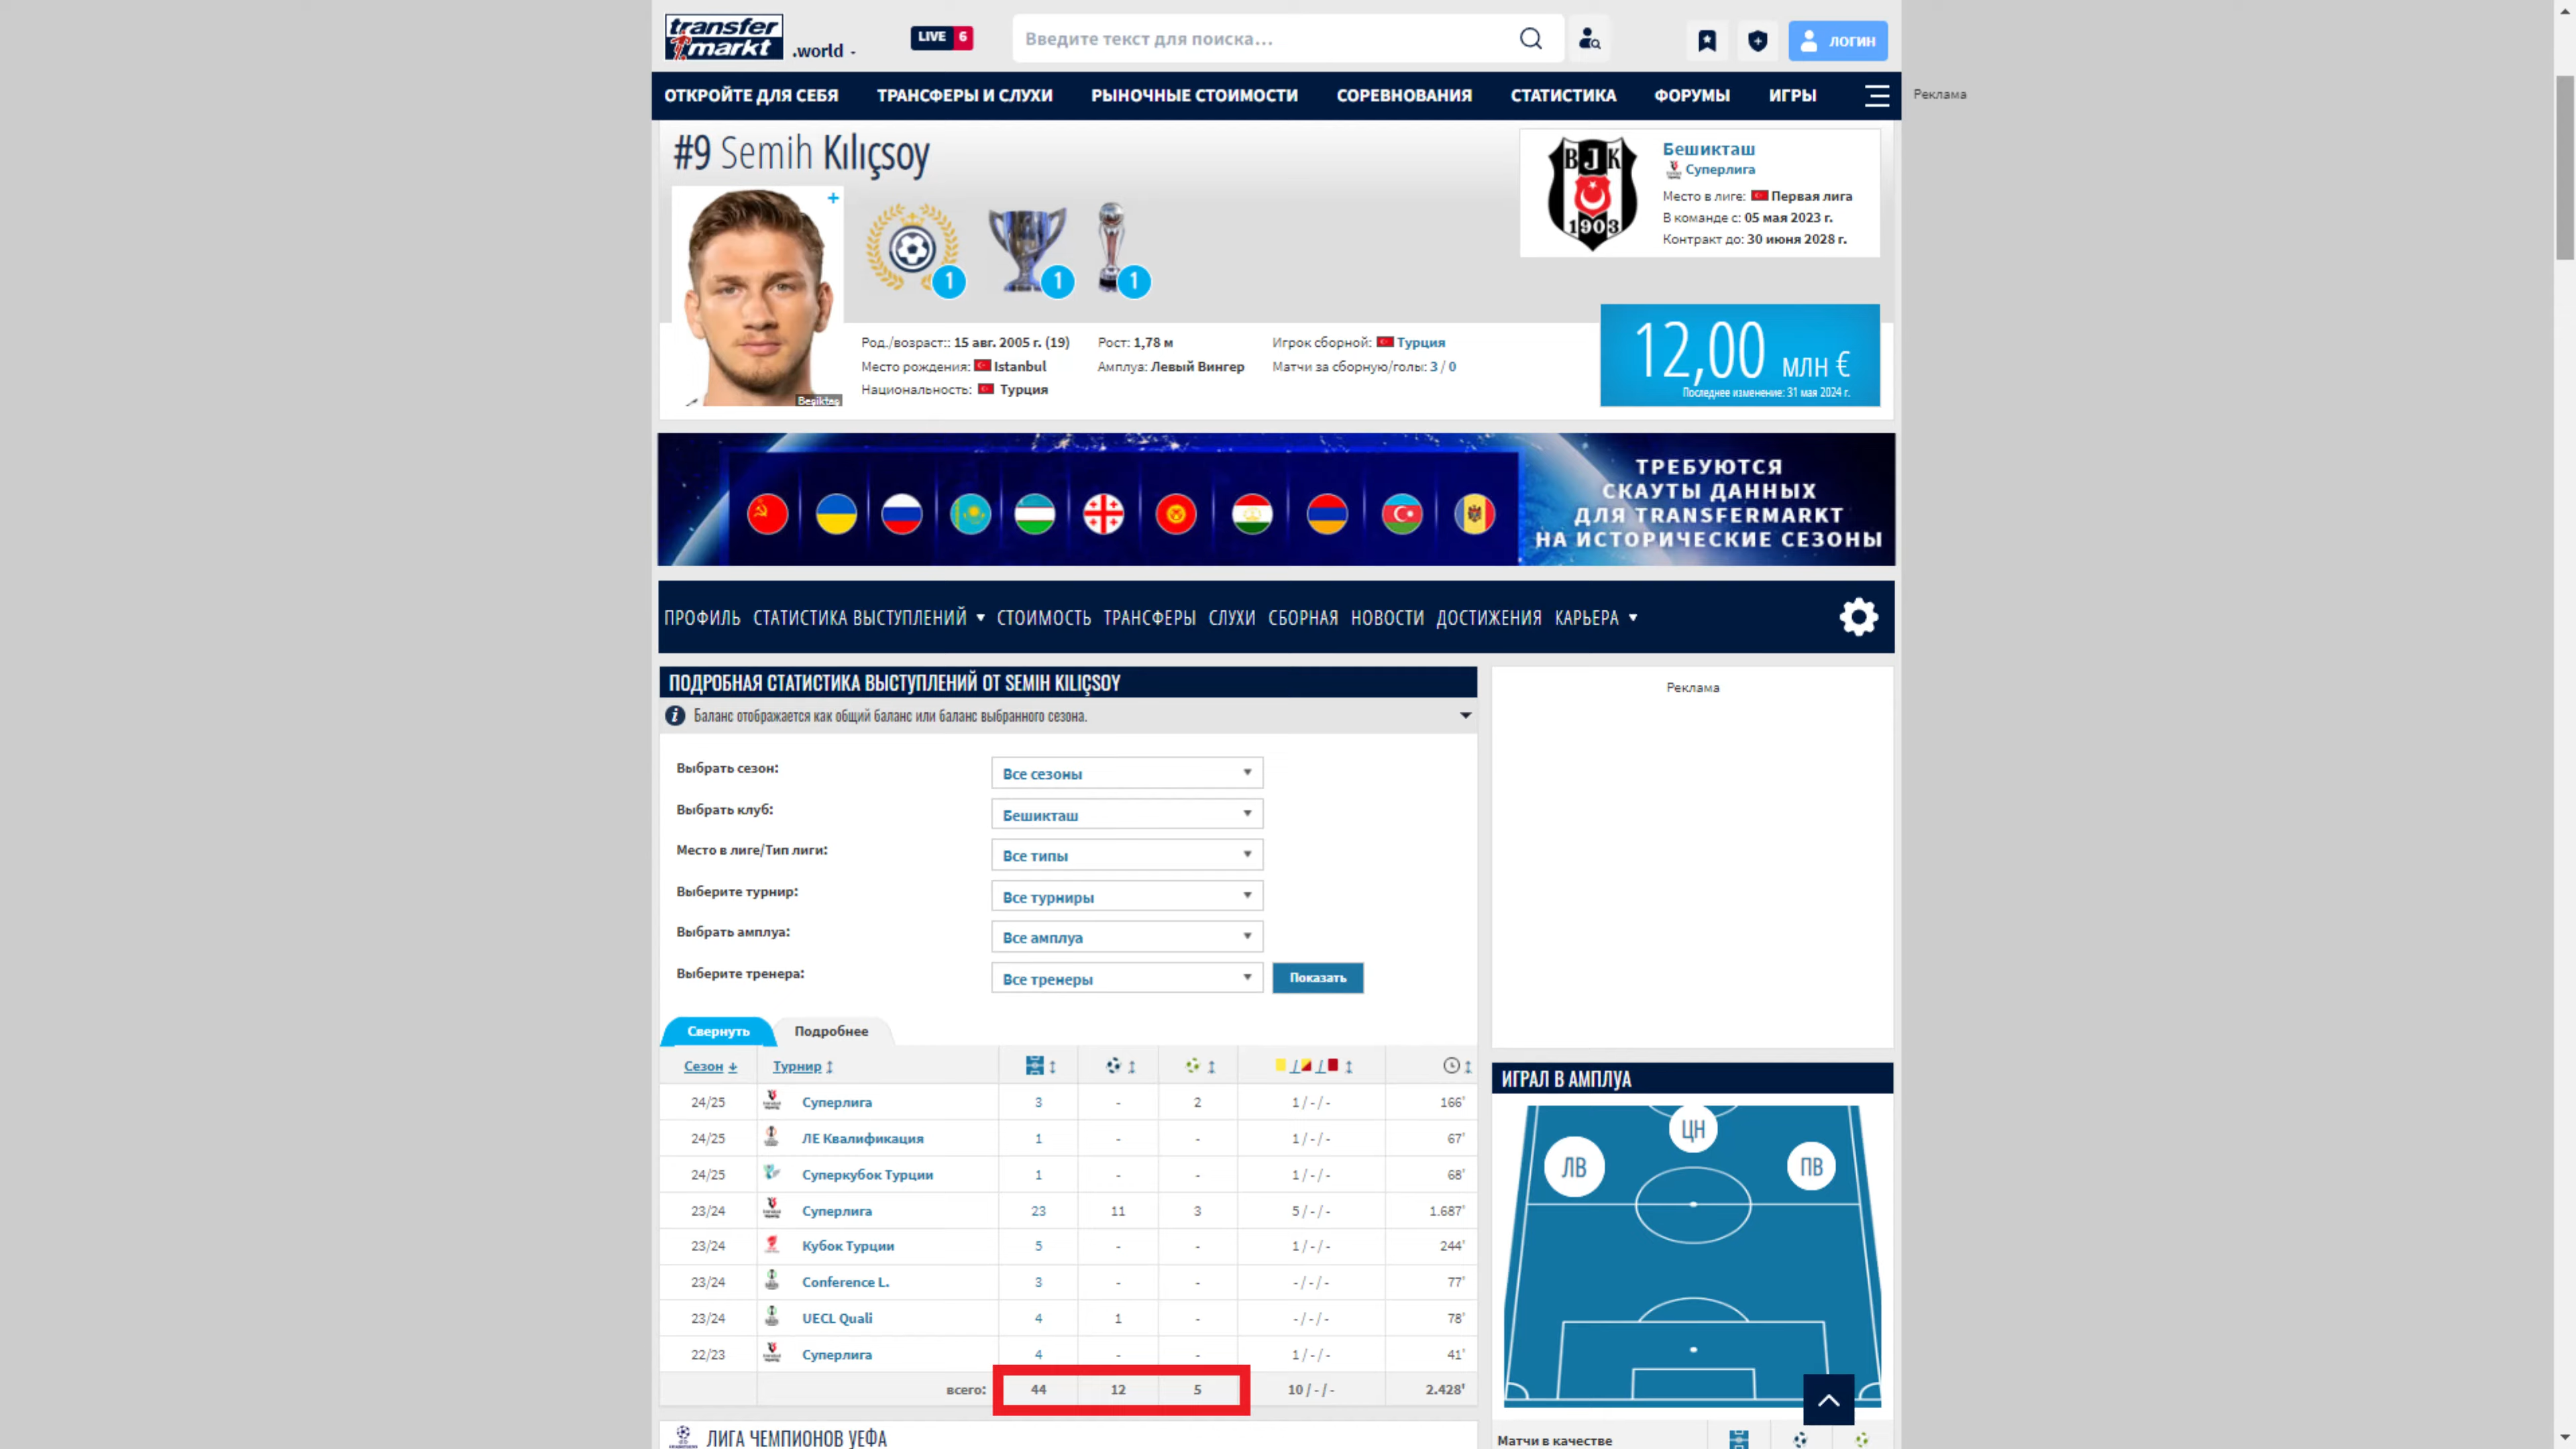 transfer
markt .world
LIVE 6
Введите текст для поиска...
ЛОГИН
ОТКРОЙТЕ ДЛЯ СЕБЯ ТРАНСФЕРЫ И СЛУХИ РЫНОЧНЫЕ СТОИМОСТИ СОРЕВНОВАНИЯ СТАТИСТИКА ФОРУМЫ ИГРЫ
Реклама
#9 Semih Kılıçsoy
1 1 1
Beşiktaş
BJK
1903
Бешикташ
Суперлига
Место в лиге: Первая лига
В команде с: 05 мая 2023 г.
Контракт до: 30 июня 2028 г.
Род./возраст:: 15 авг. 2005 г. (19) Рост: 1,78 м Игрок сборной: Турция
Место рождения: Istanbul Амплуа: Левый Вингер Матчи за сборную/голы: 3 / 0
Национальность: Турция
12,00 МЛН €
Последнее изменение: 31 мая 2024 г.
ТРЕБУЮТСЯ
СКАУТЫ ДАННЫХ
ДЛЯ TRANSFERMARKT
НА ИСТОРИЧЕСКИЕ СЕЗОНЫ
ПРОФИЛЬ СТАТИСТИКА ВЫСТУПЛЕНИЙ СТОИМОСТЬ ТРАНСФЕРЫ СЛУХИ СБОРНАЯ НОВОСТИ ДОСТИЖЕНИЯ КАРЬЕРА
ПОДРОБНАЯ СТАТИСТИКА ВЫСТУПЛЕНИЙ ОТ SEMIH KILIÇSOY
Баланс отображается как общий баланс или баланс выбранного сезона.
Выбрать сезон: Все сезоны
Выбрать клуб: Бешикташ
Место в лиге/Тип лиги: Все типы
Выберите турнир: Все турниры
Выбрать амплуа: Все амплуа
Выберите тренера: Все тренеры Показать
Свернуть Подробнее
Сезон Турнир / /
24/25 Суперлига 3 - 2 1 / - / - 166'
24/25 ЛЕ Квалификация 1 - - 1 / - / - 67'
24/25 Суперкубок Турции 1 - - 1 / - / - 68'
23/24 Суперлига 23 11 3 5 / - / - 1.687'
23/24 Кубок Турции 5 - - 1 / - / - 244'
23/24 Conference L. 3 - - - / - / - 77'
23/24 UECL Quali 4 1 - - / - / - 78'
22/23 Суперлига 4 - - 1 / - / - 41'
всего: 44 12 5 10 / - / - 2.428'
ЛИГА ЧЕМПИОНОВ УЕФА
Реклама
ИГРАЛ В АМПЛУА
ЦН
ЛВ ПВ
Матчи в качестве